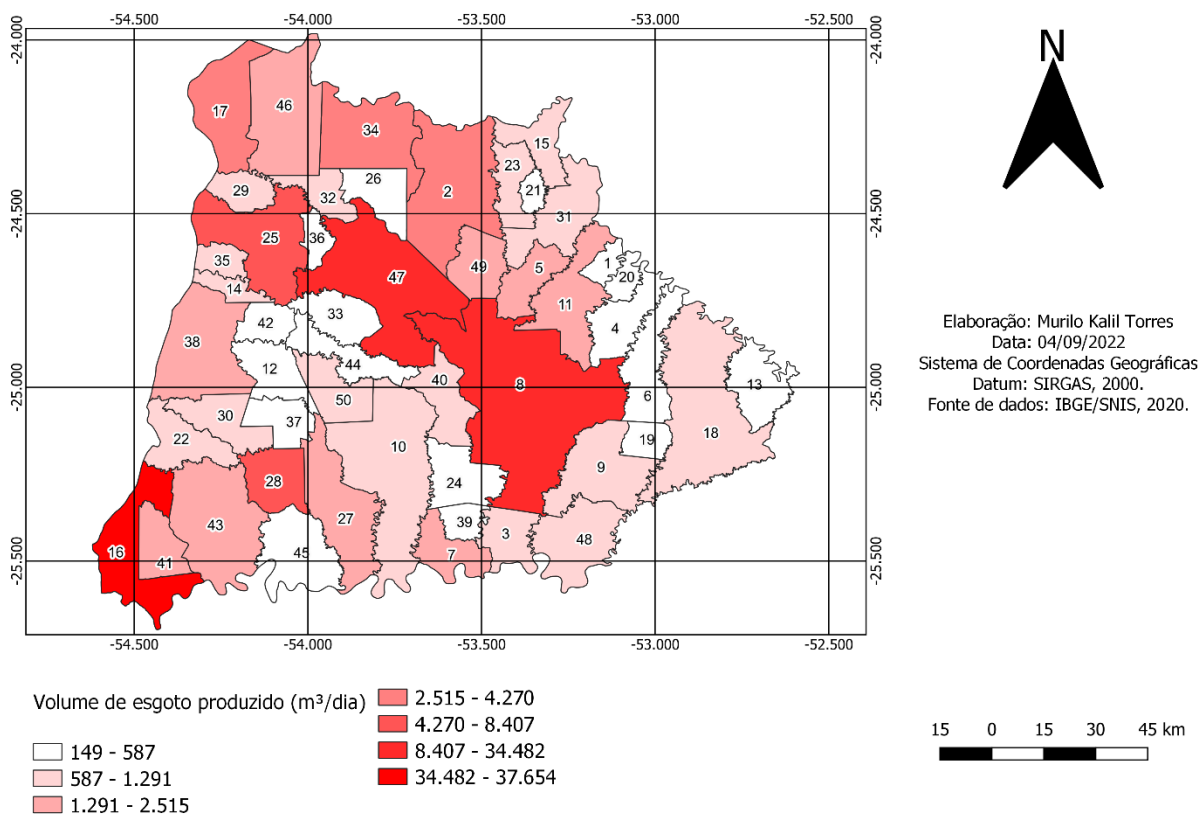 -54.500 -54.000 -53.500 -53.000 -52.500
-24.000 -24.000
N
17 46 34 15
23
29 32 26 2 21
31
-24.500 -24.500
25 36
35 47 49 5 1
14 20
11
38 42 33 4
12 44 40 8 13
-25.000 -25.000
50 6
30 37
22 10 19 18
28 24 9
43 27 39 3 48
16 41 45 7
-25.500 -25.500
-54.500 -54.000 -53.500 -53.000 -52.500
Elaboração: Murilo Kalil Torres
Data: 04/09/2022
Sistema de Coordenadas Geográficas
Datum: SIRGAS, 2000.
Fonte de dados: IBGE/SNIS, 2020.
Volume de esgoto produzido (m³/dia)
149 - 587
587 - 1.291
1.291 - 2.515
2.515 - 4.270
4.270 - 8.407
8.407 - 34.482
34.482 - 37.654
15 0 15 30 45 km